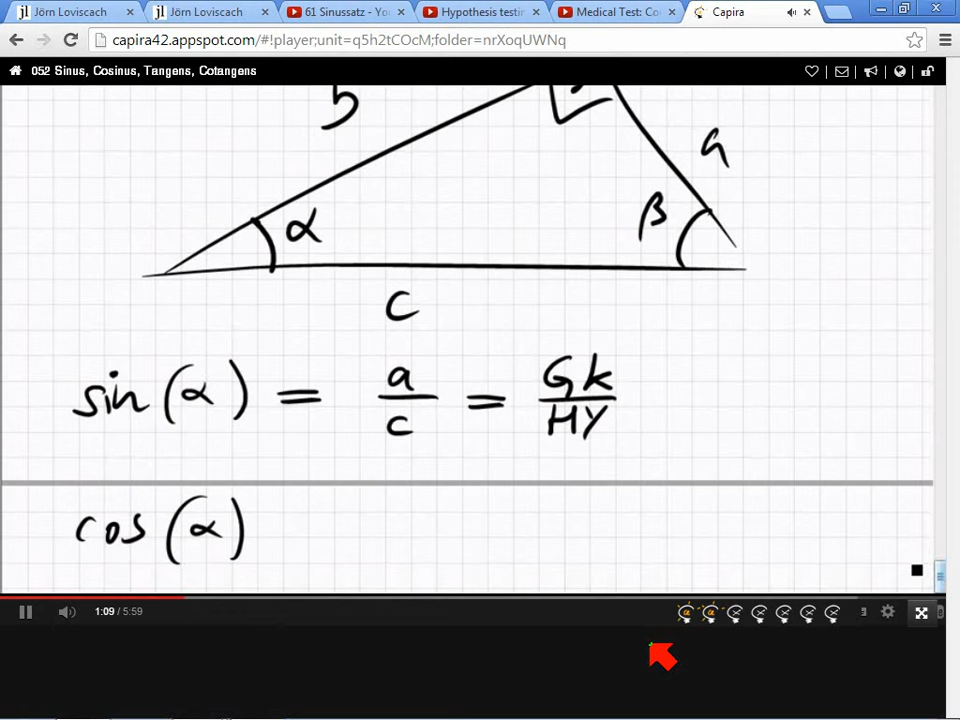 Jörn Loviscach
Jörn Loviscach
61 Sinussatz - You
Hypothesis testin
Medical Test: Con
Capira
capira42.appspot.com/#!player;unit=q5h2tCOcM;folder=nrXoqUWNq
052 Sinus, Cosinus, Tangens, Cotangens
b
a
α
β
c
sin(α) = a/c = Gk/HY
cos(α)
1:09 / 5:59